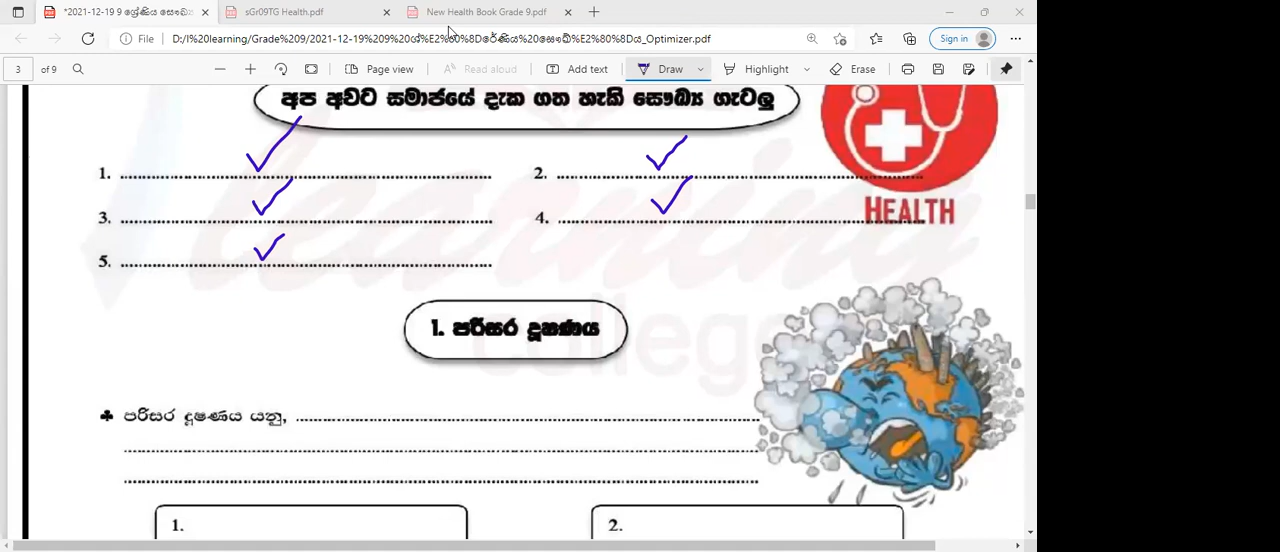 *2021-12-19 9 ශ්‍රේණිය සෞඛ්‍ය
sGr09TG Health.pdf
New Health Book Grade 9.pdf
File
D:/I%20learning/Grade%209/2021-12-19%209%20ශ්%E2%80%8Dරේණිය%20සෞඛ්%E2%80%8Dය_Optimizer.pdf
Sign in
3 of 9
Page view
Read aloud
Add text
Draw
Highlight
Erase
අප අවට සමාජයේ දැක ගත හැකි සෞඛ්‍ය ගැටලු
1. ........................................
2. ........................................
3. ........................................
4. ........................................
HEALTH
5. ........................................
learning
college
1. පරිසර දූෂණය
♣ පරිසර දූෂණය යනු, ........................................
1.
2.